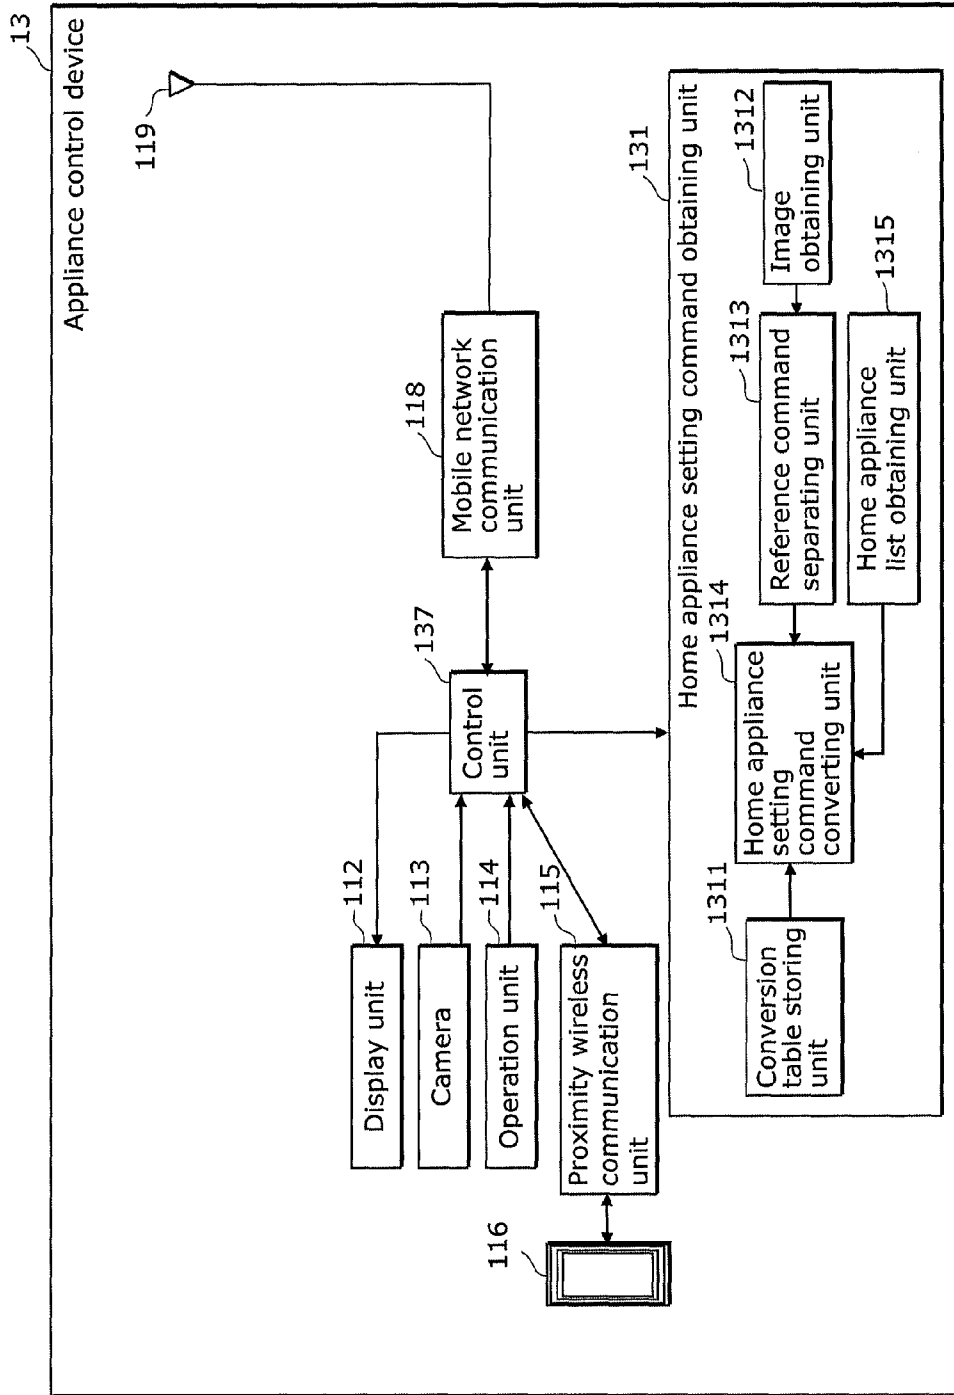 13
Appliance control device
119
118
Mobile network
communication
unit
137
Control
unit
112
Display unit
113
Camera
114
Operation unit
115
Proximity wireless
communication
unit
116
131
Home appliance setting command obtaining unit
1311
Conversion
table storing
unit
1314
Home appliance
setting
command
converting unit
1313
Reference command
separating unit
1312
Image
obtaining unit
1315
Home appliance
list obtaining unit